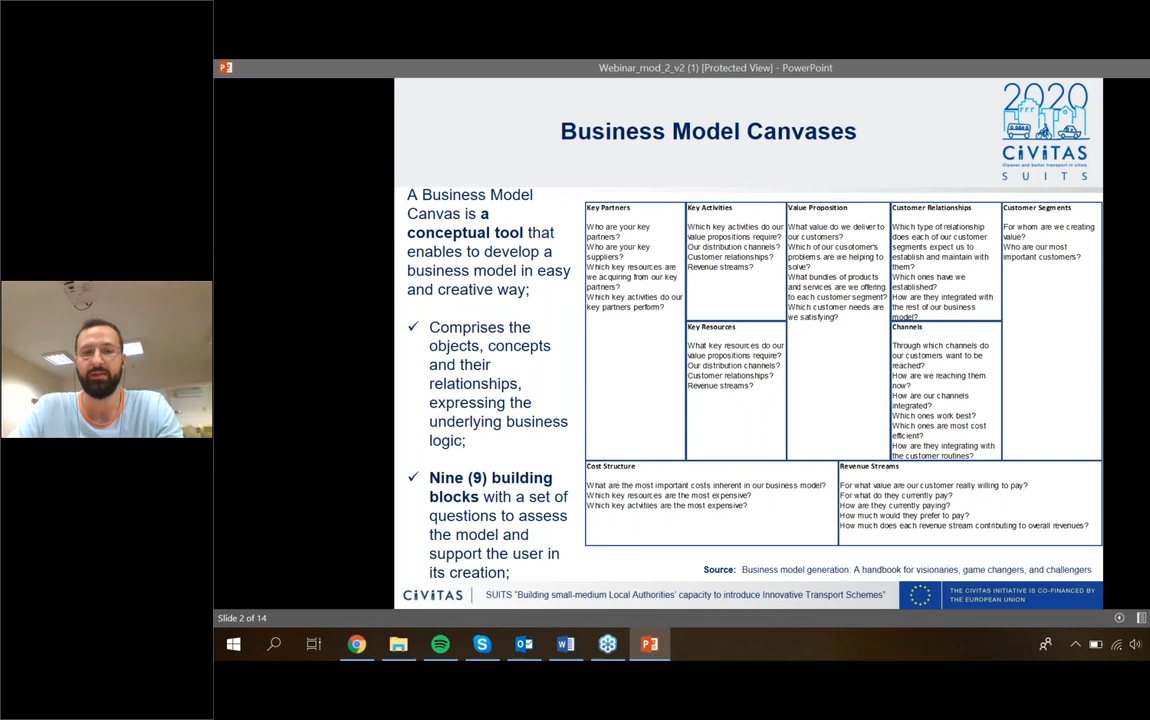 Webinar_mod_2_v2 (1) [Protected View] - PowerPoint
2020
CiViTAS
Cleaner and better transport in cities
S U I T S
Business Model Canvases
A Business Model
Canvas is a
conceptual tool that
enables to develop a
business model in easy
and creative way;
✓ Comprises the
objects, concepts
and their
relationships,
expressing the
underlying business
logic;
✓ Nine (9) building
blocks with a set of
questions to assess
the model and
support the user in
its creation;
Key Partners
Who are your key
partners?
Who are your key
suppliers?
Which key resources are
we acquiring from our key
partners?
Which key activities do our
key partners perform?
Key Activities
Which key activities do our
value propositions require?
Our distribution channels?
Customer relationships?
Revenue streams?
Key Resources
What key resources do our
value propositions require?
Our distribution channels?
Customer relationships?
Revenue streams?
Value Proposition
What value do we deliver to
our customers?
Which of our cusotomer's
problems are we helping to
solve?
What bundles of products
and services are we offering
to each customer segment?
Which customer needs are
we satisfying?
Customer Relationships
Which type of relationship
does each of our customer
segments expect us to
establish and maintain with
them?
Which ones have we
established?
How are they integrated with
the rest of our business
model?
Channels
Through which channels do
our customers want to be
reached?
How are we reaching them
now?
How are our channels
integrated?
Which ones work best?
Which ones are most cost
efficient?
How are they integrating with
the customer routines?
Customer Segments
For whom are we creating
value?
Who are our most
important customers?
Cost Structure
What are the most important costs inherent in our business model?
Which key resources are the most expensive?
Which key activities are the most expensive?
Revenue Streams
For what value are our customer really willing to pay?
For what do they currently pay?
How are they currently paying?
How much would they prefer to pay?
How much does each revenue stream contributing to overall revenues?
Source: Business model generation: A handbook for visionaries, game changers, and challengers
CiViTAS
SUITS "Building small-medium Local Authorities' capacity to introduce Innovative Transport Schemes"
THE CIVITAS INITIATIVE IS CO-FINANCED BY
THE EUROPEAN UNION
Slide 2 of 14